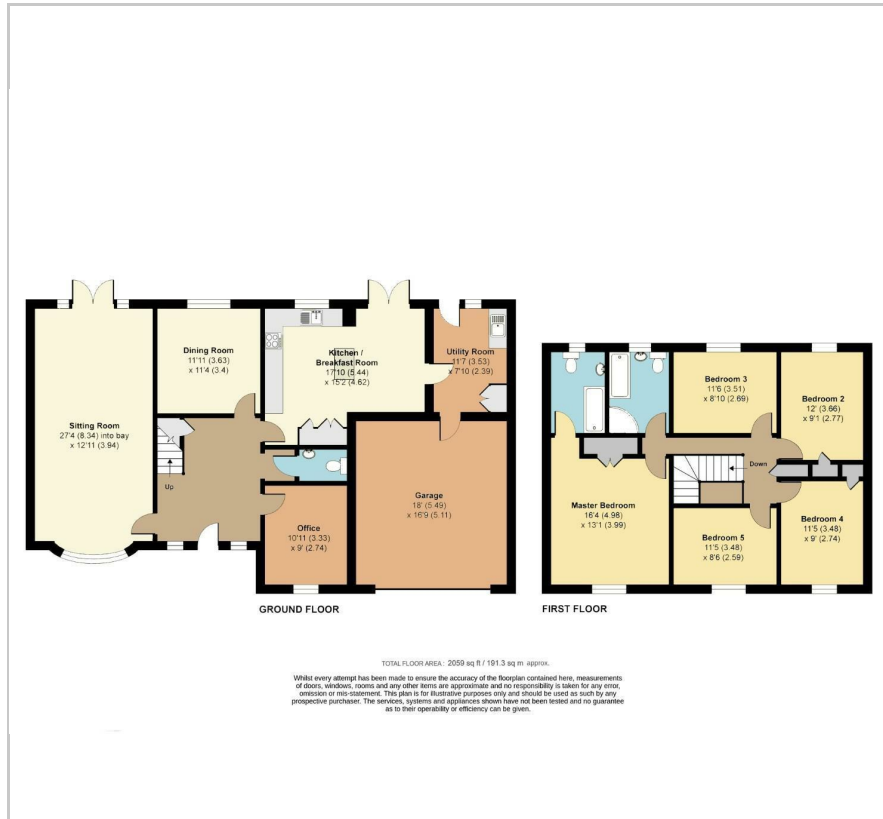 Dining Room
11'11 (3.63)
x 11'4 (3.4)
Kitchen /
Breakfast Room
17'10 (5.44)
x 15'2 (4.62)
Utility Room
11'7 (3.53)
x 7'10 (2.39)
Sitting Room
27'4 (8.34) into bay
x 12'11 (3.94)
Up
Office
10'11 (3.33)
x 9' (2.74)
Garage
18' (5.49)
x 16'9 (5.11)
GROUND FLOOR
Bedroom 3
11'6 (3.51)
x 8'10 (2.69)
Bedroom 2
12' (3.66)
x 9'1 (2.77)
Down
Master Bedroom
16'4 (4.98)
x 13'1 (3.99)
Bedroom 5
11'5 (3.48)
x 8'6 (2.59)
Bedroom 4
11'5 (3.48)
x 9' (2.74)
FIRST FLOOR
TOTAL FLOOR AREA : 2059 sq ft / 191.3 sq m approx.
Whilst every attempt has been made to ensure the accuracy of the floorplan contained here, measurements
of doors, windows, rooms and any other items are approximate and no responsibility is taken for any error,
omission or mis-statement. This plan is for illustrative purposes only and should be used as such by any
prospective purchaser. The services, systems and appliances shown have not been tested and no guarantee
as to their operability or efficiency can be given.